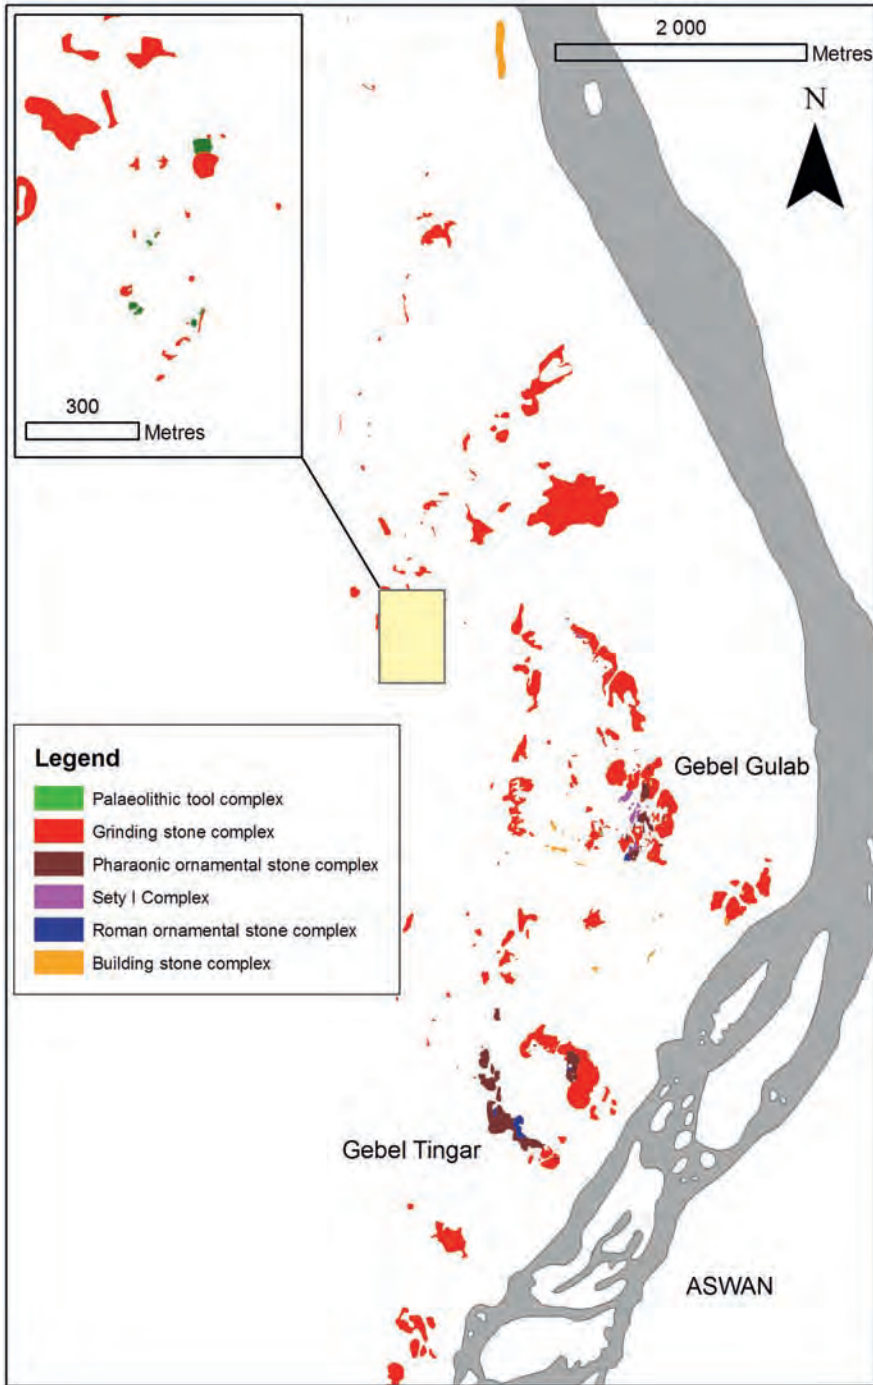 2 000
Metres
N
300
Metres
Legend
Palaeolithic tool complex
Grinding stone complex
Pharaonic ornamental stone complex
Sety I Complex
Roman ornamental stone complex
Building stone complex
Gebel Gulab
Gebel Tingar
ASWAN